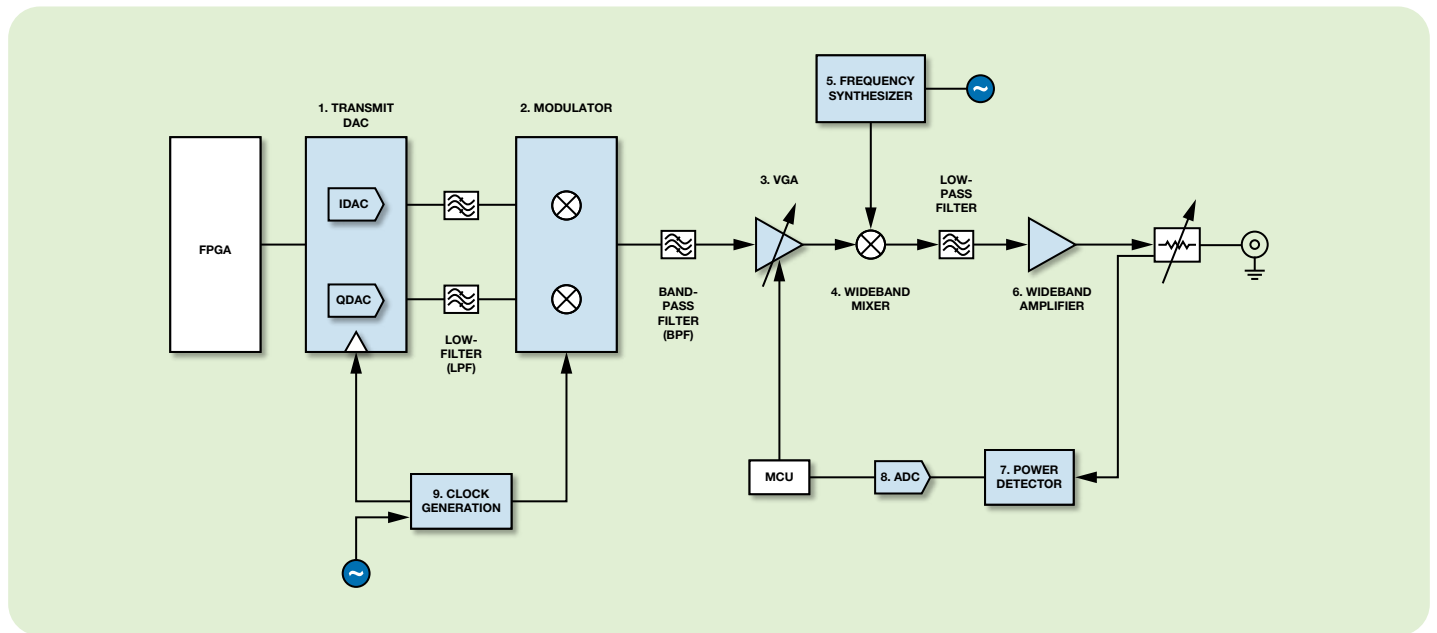 5. FREQUENCY
SYNTHESIZER
~
1. TRANSMIT
DAC
2. MODULATOR
3. VGA
LOW-
PASS
FILTER
FPGA
IDAC
QDAC
BAND-
PASS
FILTER
(BPF)
4. WIDEBAND
MIXER
6. WIDEBAND
AMPLIFIER
LOW-
FILTER
(LPF)
MCU
8. ADC
7. POWER
DETECTOR
9. CLOCK
GENERATION
~